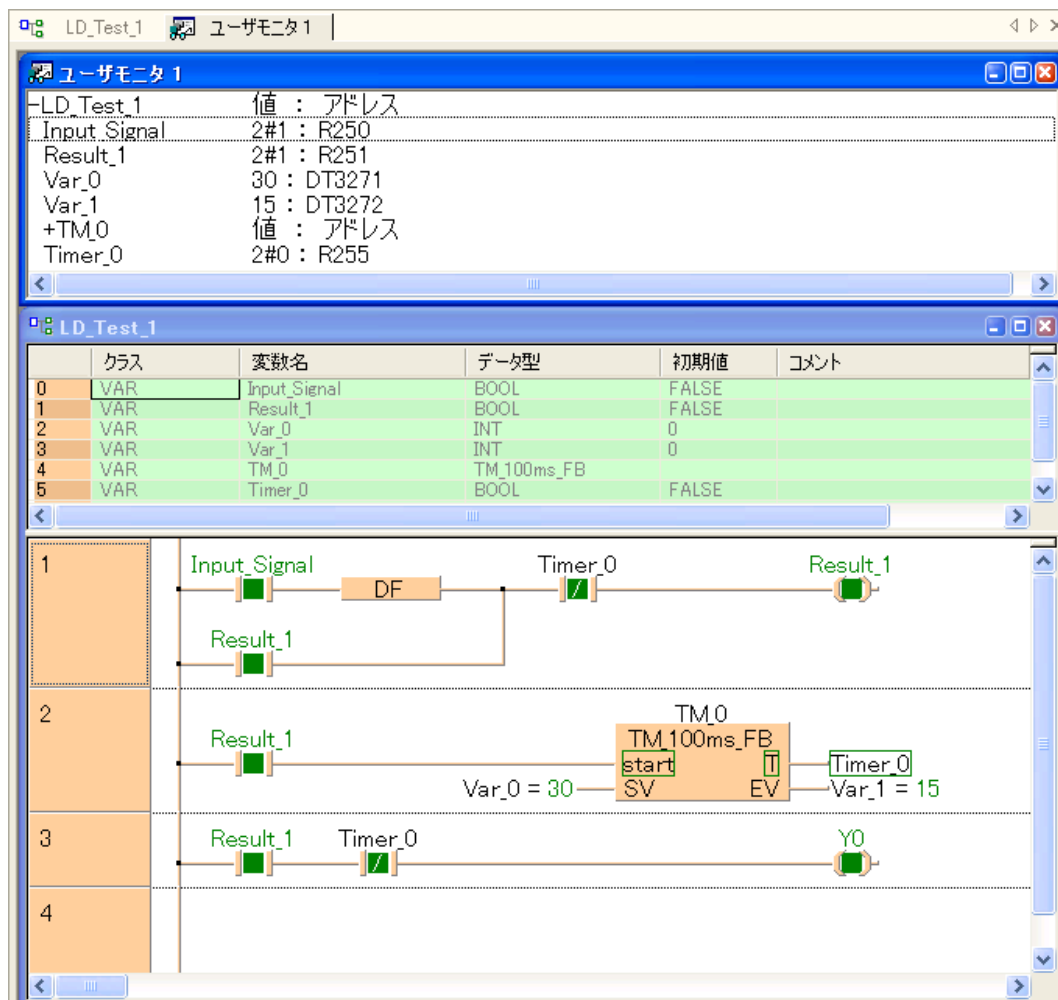 LD_Test_1 ユーザモニタ 1
ユーザモニタ 1
LD_Test_1 値 : アドレス
Input_Signal 2#1 : R250
Result_1 2#1 : R251
Var_0 30 : DT3271
Var_1 15 : DT3272
+TM_0 値 : アドレス
Timer_0 2#0 : R255
LD_Test_1
クラス 変数名 データ型 初期値 コメント
0 VAR Input_Signal BOOL FALSE
1 VAR Result_1 BOOL FALSE
2 VAR Var_0 INT 0
3 VAR Var_1 INT 0
4 VAR TM_0 TM_100ms_FB
5 VAR Timer_0 BOOL FALSE
1 Input_Signal Timer_0 Result_1
DF
Result_1
2 TM_0
Result_1 TM_100ms_FB
start T Timer_0
Var_0 = 30 SV EV Var_1 = 15
3 Result_1 Timer_0 Y0
4